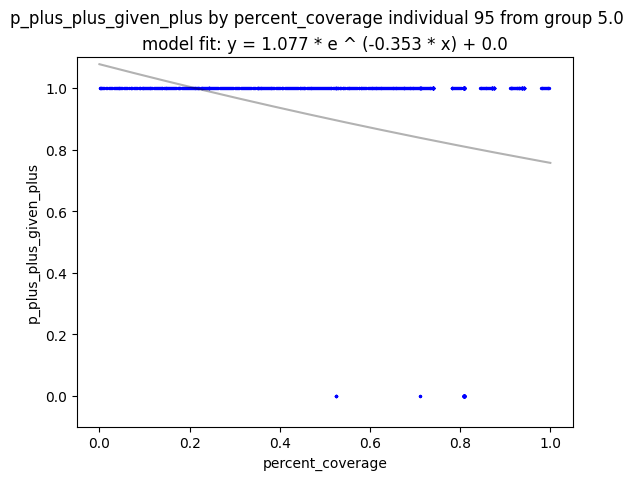 p_plus_plus_given_plus by percent_coverage individual 95 from group 5.0
model fit: y = 1.077 * e ^ (-0.353 * x) + 0.0
p_plus_plus_given_plus
1.0
0.8
0.6
0.4
0.2
0.0
0.0 0.2 0.4 0.6 0.8 1.0
percent_coverage